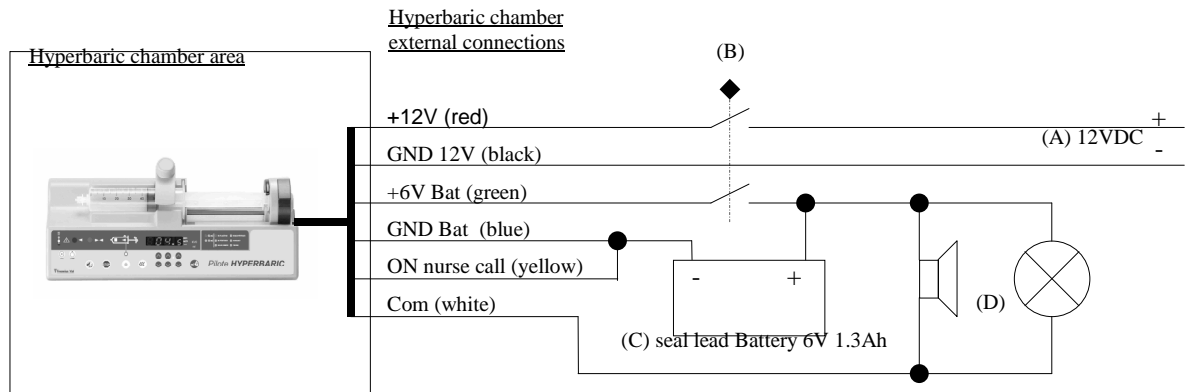 Hyperbaric chamber
external connections
Hyperbaric chamber area
(B)
+12V (red)
+
(A) 12VDC
-
GND 12V (black)
+6V Bat (green)
GND Bat (blue)
ON nurse call (yellow)
- +
Com (white)
(D)
(C) seal lead Battery 6V 1.3Ah
Pilote HYPERBARIC